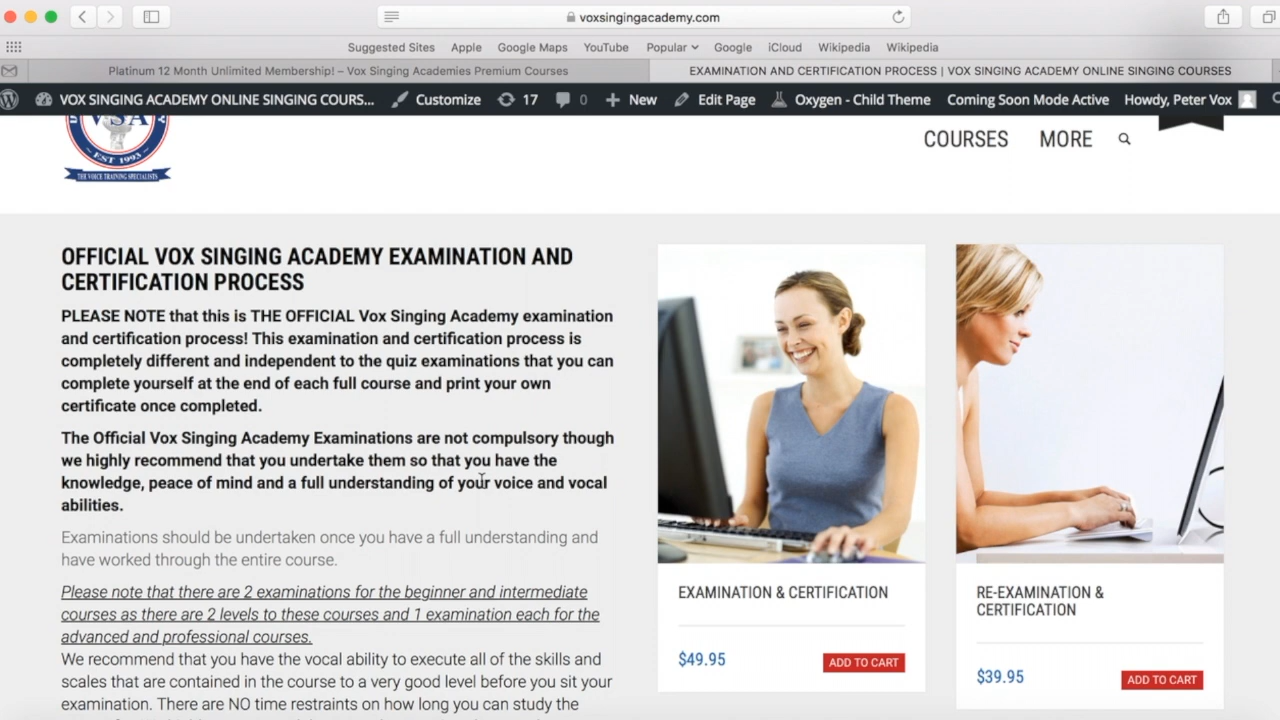 voxsingingacademy.com
Suggested Sites Apple Google Maps YouTube Popular Google iCloud Wikipedia Wikipedia
Platinum 12 Month Unlimited Membership! – Vox Singing Academies Premium Courses
EXAMINATION AND CERTIFICATION PROCESS | VOX SINGING ACADEMY ONLINE SINGING COURSES
VOX SINGING ACADEMY ONLINE SINGING COURS... Customize 17 0 New Edit Page Oxygen - Child Theme Coming Soon Mode Active Howdy, Peter Vox
VSA
EST 1993
THE VOICE TRAINING SPECIALISTS
COURSES MORE
OFFICIAL VOX SINGING ACADEMY EXAMINATION AND
CERTIFICATION PROCESS
PLEASE NOTE that this is THE OFFICIAL Vox Singing Academy examination
and certification process! This examination and certification process is
completely different and independent to the quiz examinations that you can
complete yourself at the end of each full course and print your own
certificate once completed.
The Official Vox Singing Academy Examinations are not compulsory though
we highly recommend that you undertake them so that you have the
knowledge, peace of mind and a full understanding of your voice and vocal
abilities.
Examinations should be undertaken once you have a full understanding and
have worked through the entire course.
Please note that there are 2 examinations for the beginner and intermediate
courses as there are 2 levels to these courses and 1 examination each for the
advanced and professional courses.
We recommend that you have the vocal ability to execute all of the skills and
scales that are contained in the course to a very good level before you sit your
examination. There are NO time restraints on how long you can study the
EXAMINATION & CERTIFICATION
$49.95
ADD TO CART
RE-EXAMINATION &
CERTIFICATION
$39.95
ADD TO CART